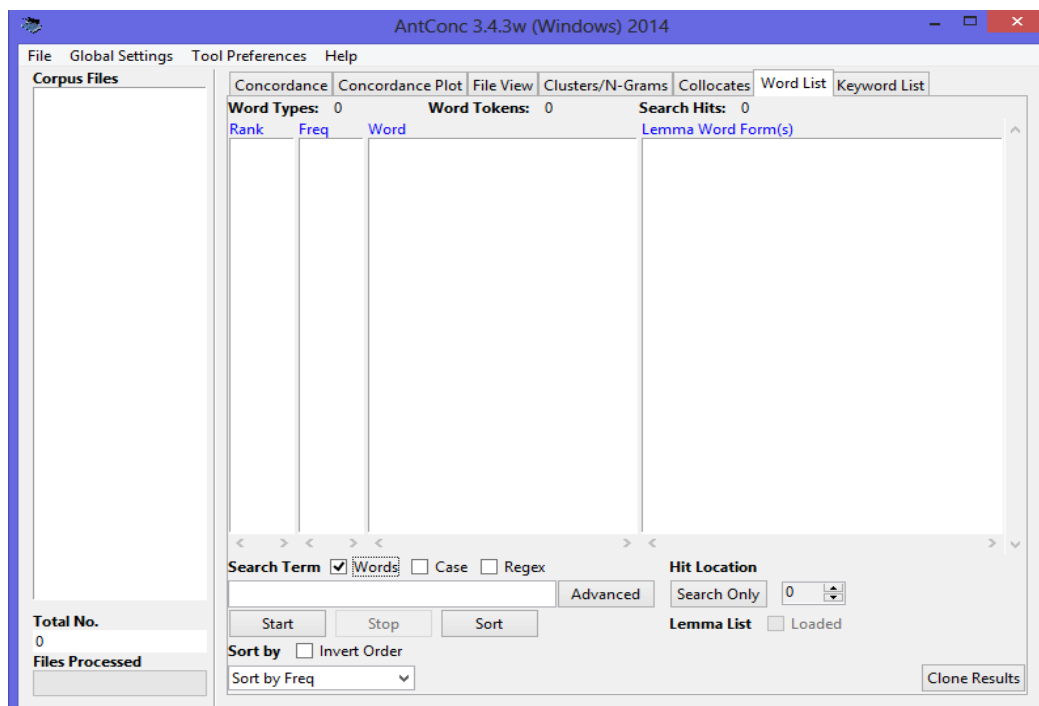 AntConc 3.4.3w (Windows) 2014
File Global Settings Tool Preferences Help
Corpus Files
Concordance Concordance Plot File View Clusters/N-Grams Collocates Word List Keyword List
Word Types: 0 Word Tokens: 0 Search Hits: 0
Rank Freq Word Lemma Word Form(s)
Search Term Words Case Regex Hit Location
Advanced Search Only 0
Total No.
0
Files Processed
Start Stop Sort Lemma List Loaded
Sort by Invert Order
Sort by Freq Clone Results